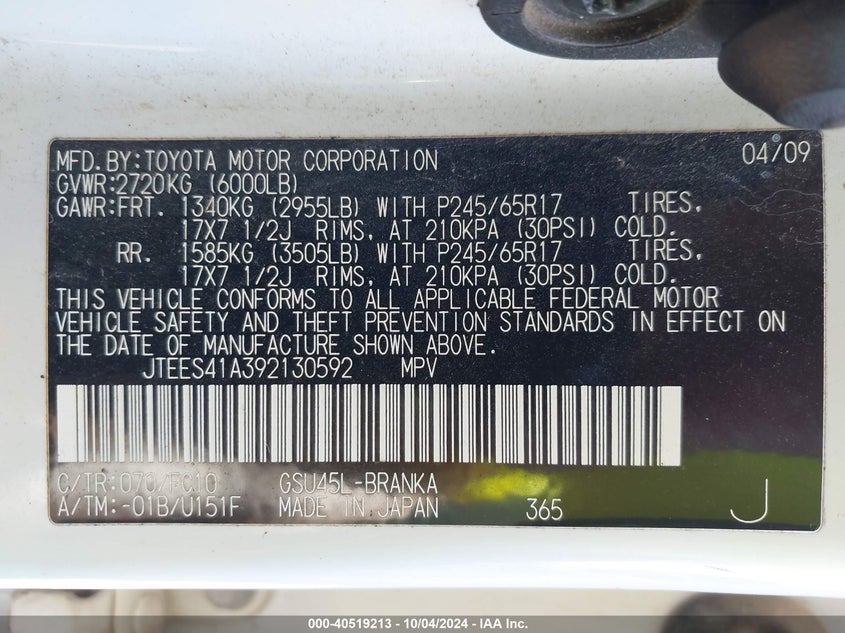 MFD.BY:TOYOTA MOTOR CORPORATION 04/09
GVWR:2720KG (6000LB)
GAWR:FRT. 1340KG (2955LB) WITH P245/65R17 TIRES,
17X7 1/2J RIMS, AT 210KPA (30PSI) COLD.
RR. 1585KG (3505LB) WITH P245/65R17 TIRES,
17X7 1/2J RIMS, AT 210KPA (30PSI) COLD.
THIS VEHICLE CONFORMS TO ALL APPLICABLE FEDERAL MOTOR
VEHICLE SAFETY AND THEFT PREVENTION STANDARDS IN EFFECT ON
THE DATE OF MANUFACTURE SHOWN ABOVE.
JTEES41A392130592 MPV
C/TR:070/FC10 GSU45L-BRANKA
A/TM:-01B/U151F MADE IN JAPAN 365 J
000-40519213 - 10/04/2024 - IAA Inc.